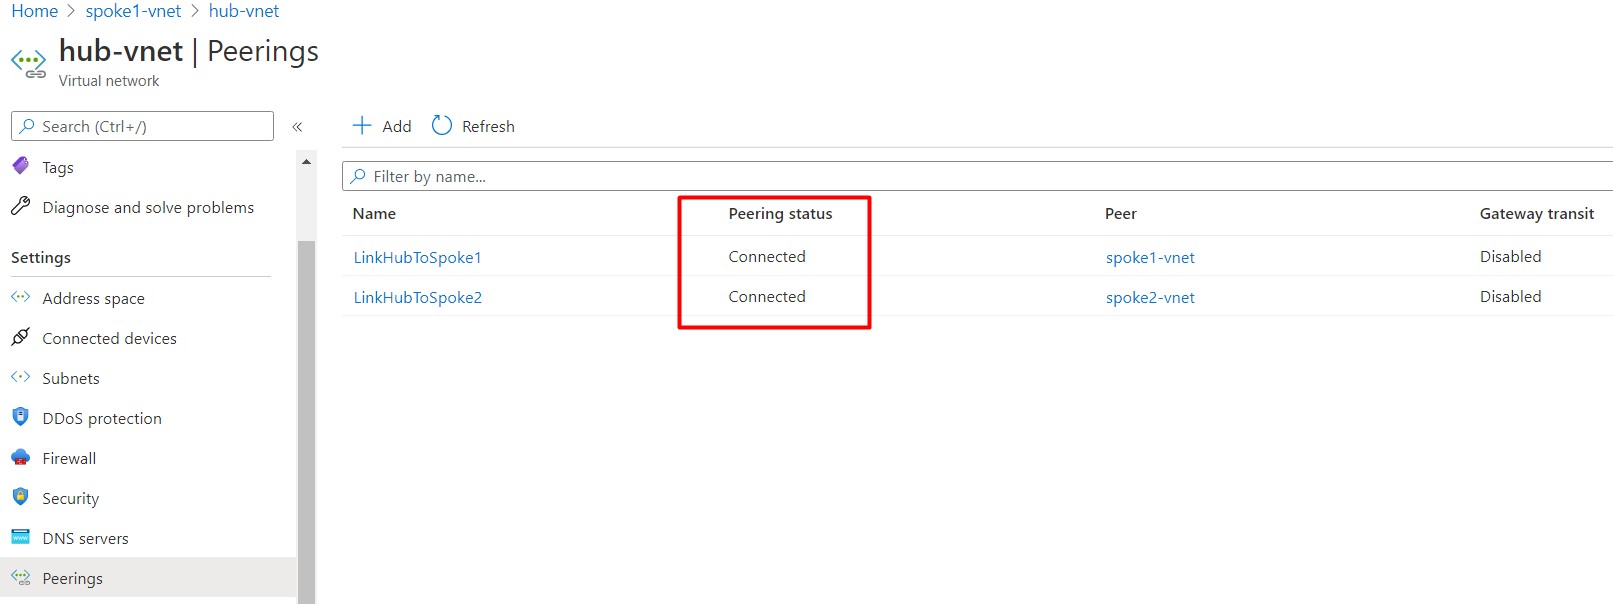 Home > spoke1-vnet > hub-vnet
hub-vnet | Peerings
Virtual network
Search (Ctrl+/)
«
Add
Refresh
Tags
Diagnose and solve problems
Settings
Address space
Connected devices
Subnets
DDoS protection
Firewall
Security
DNS servers
Peerings
Filter by name...
Name Peering status Peer Gateway transit
LinkHubToSpoke1 Connected spoke1-vnet Disabled
LinkHubToSpoke2 Connected spoke2-vnet Disabled